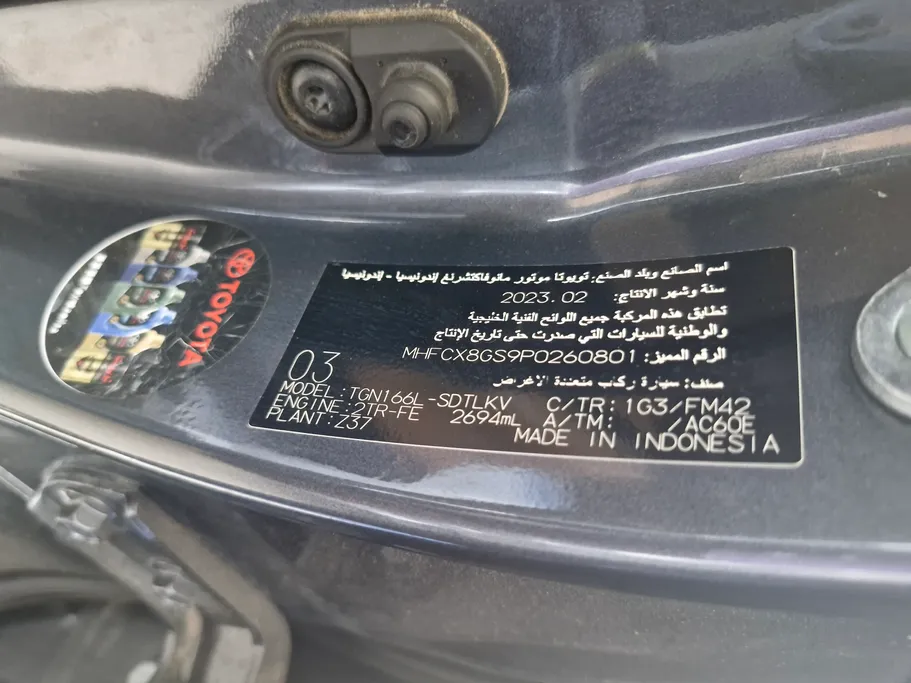 TOYOTA
اسم الصانع وبلد الصنع: تويوتا موتور مانوفاكتشرنغ إندونيسيا - إندونيسيا
سنة وشهر الانتاج: 2023. 02
تطابق هذه المركبة جميع اللوائح الفنية الخليجية
والوطنية للسيارات التي صدرت حتى تاريخ الإنتاج
الرقم المميز: MHFCX8GS9P0260801
صنف: سيارة ركاب متعددة الاغراض
03
MODEL:TGN166L-SDTLKV C/TR: 1G3/FM42
ENGINE:2TR-FE 2694mL A/TM: /AC60E
PLANT:Z37 MADE IN INDONESIA